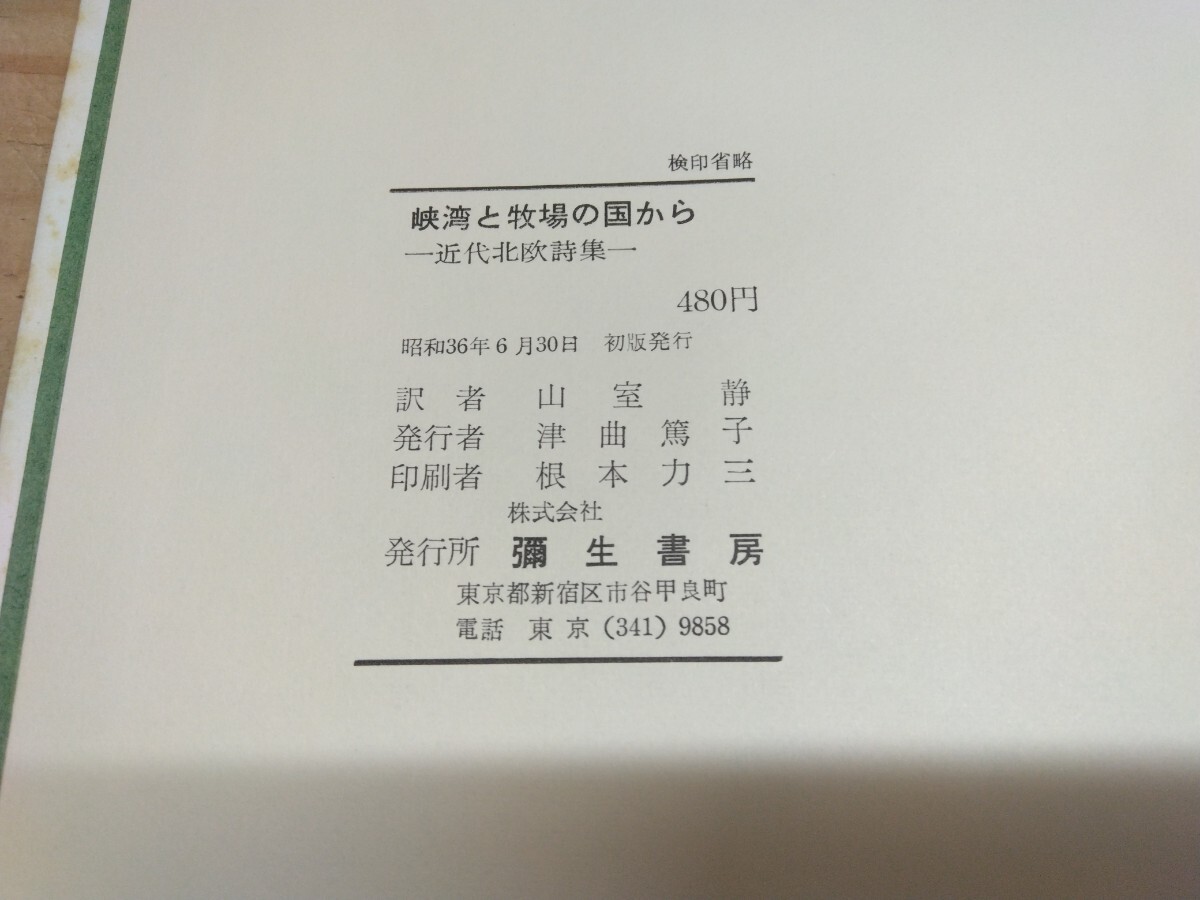 検印省略
峡湾と牧場の国から
―近代北欧詩集―
480円
昭和36年6月30日 初版発行
訳者 山室静
発行者 津曲篤子
印刷者 根本力三
株式会社
発行所 彌生書房
東京都新宿区市谷甲良町
電話 東京(341)9858